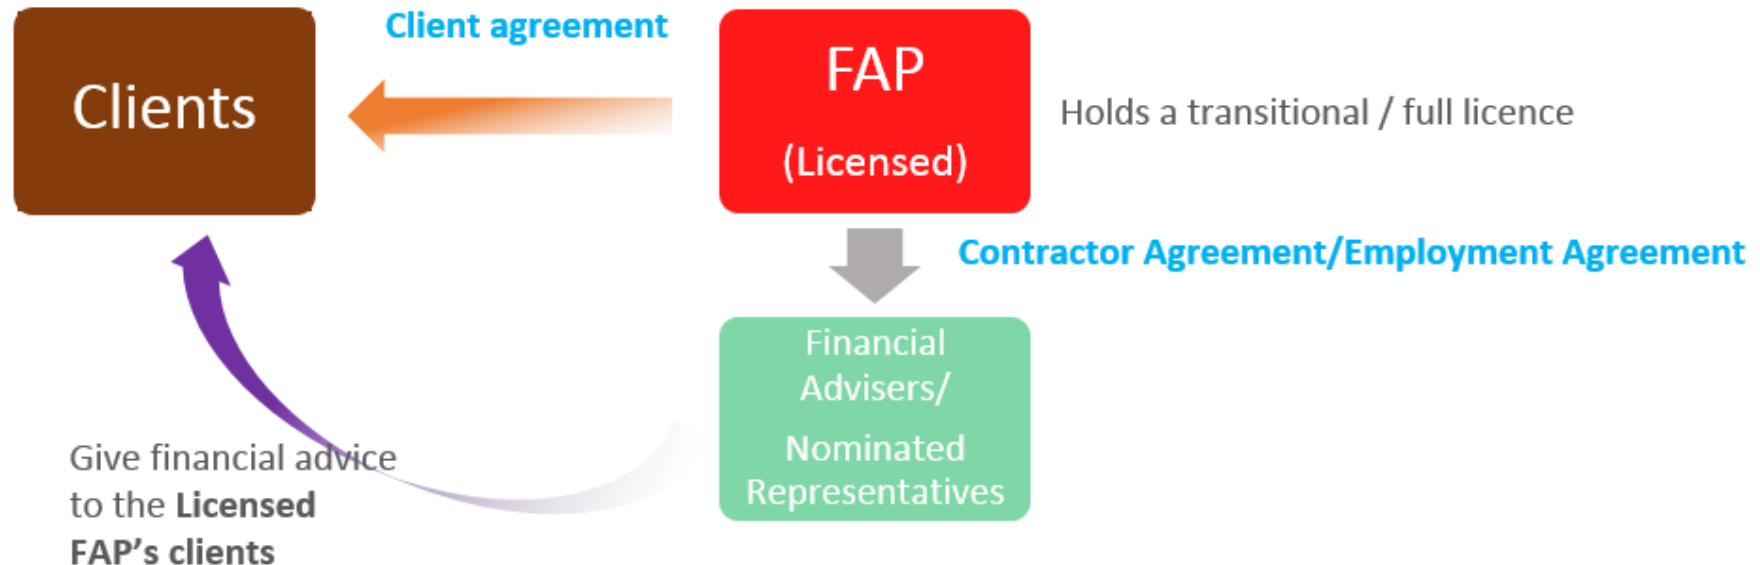 Client agreement
Clients
FAP
(Licensed)
Holds a transitional / full licence
Contractor Agreement/Employment Agreement
Financial
Advisers/
Nominated
Representatives
Give financial advice
to the Licensed
FAP’s clients